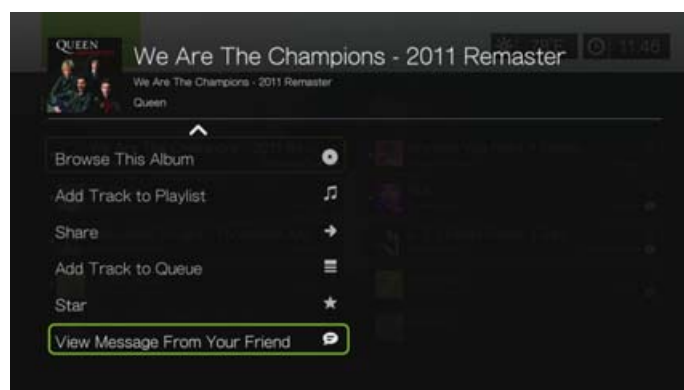 QUEEN
We Are The Champions - 2011 Remaster
We Are The Champions - 2011 Remaster
Queen
11:46
Browse This Album
Add Track to Playlist
Share
Add Track to Queue
Star
View Message From Your Friend